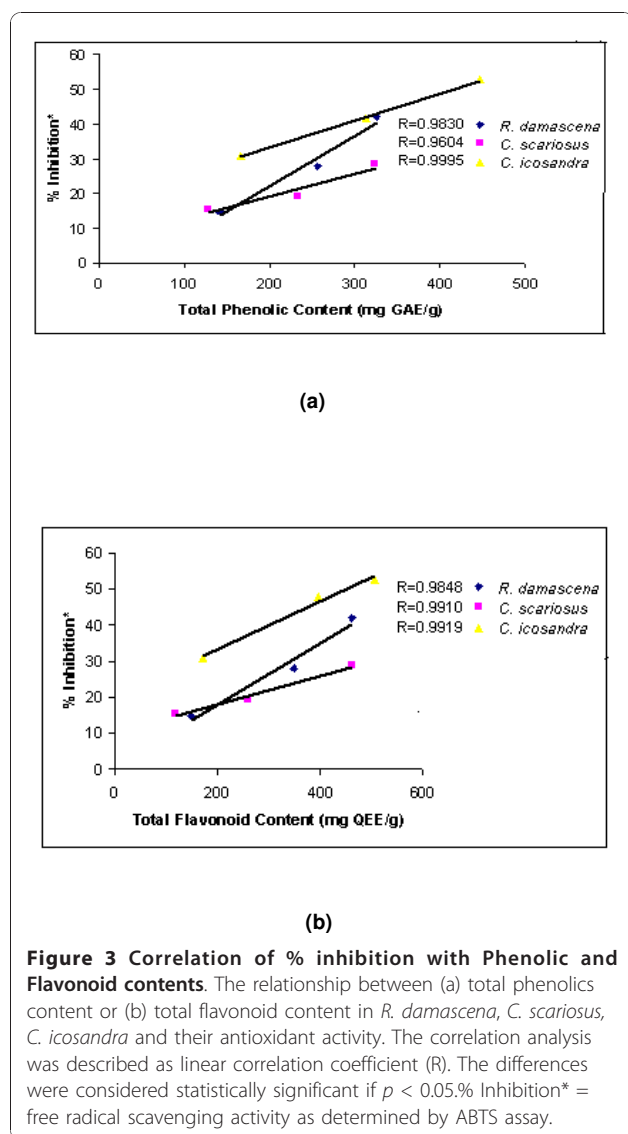 60
50
40
30
20
10
0
% Inhibition*
R=0.9830 R. damascena
R=0.9604 C. scariosus
R=0.9995 C. icosandra
0 100 200 300 400 500
Total Phenolic Content (mg GAE/g)
(a)
60
50
40
30
20
10
0
% Inhibition*
R=0.9848 R. damascena
R=0.9910 C. scariosus
R=0.9919 C. icosandra
0 200 400 600
Total Flavonoid Content (mg QEE/g)
(b)
Figure 3 Correlation of % inhibition with Phenolic and
Flavonoid contents. The relationship between (a) total phenolics
content or (b) total flavonoid content in R. damascena, C. scariosus,
C. icosandra and their antioxidant activity. The correlation analysis
was described as linear correlation coefficient (R). The differences
were considered statistically significant if p < 0.05.% Inhibition* =
free radical scavenging activity as determined by ABTS assay.